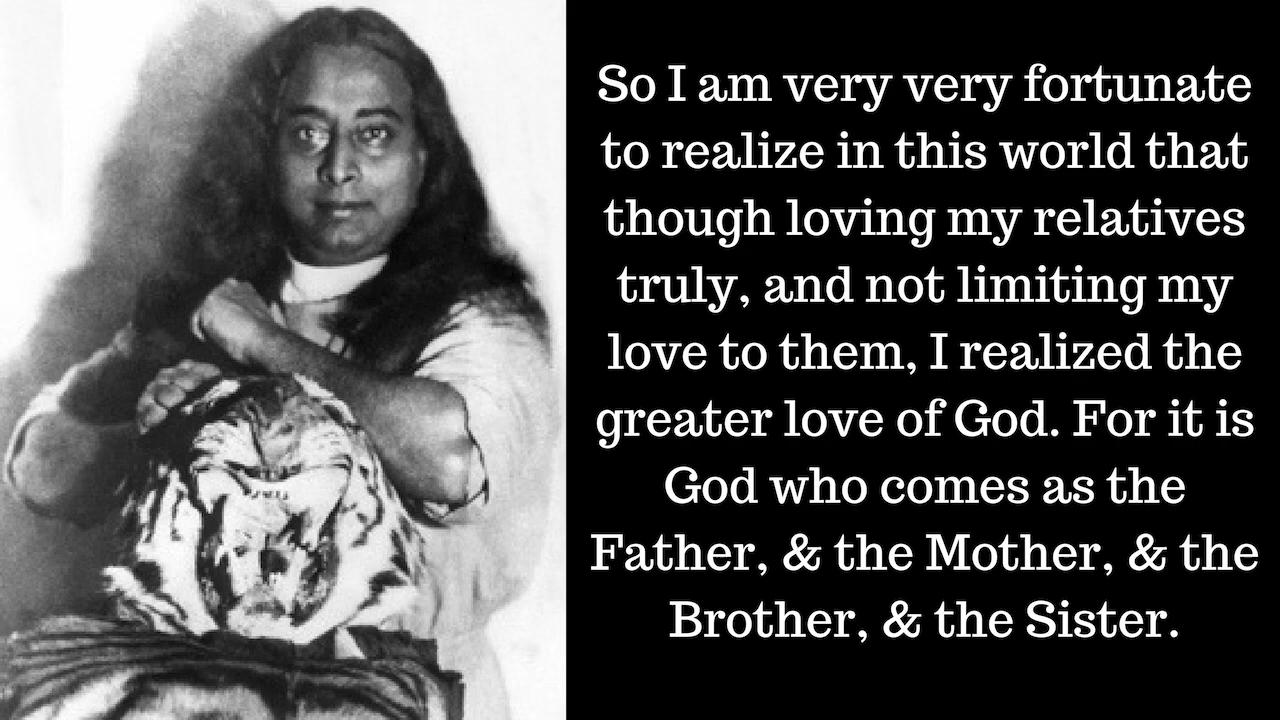 So I am very very fortunate
to realize in this world that
though loving my relatives
truly, and not limiting my
love to them, I realized the
greater love of God. For it is
God who comes as the
Father, & the Mother, & the
Brother, & the Sister.